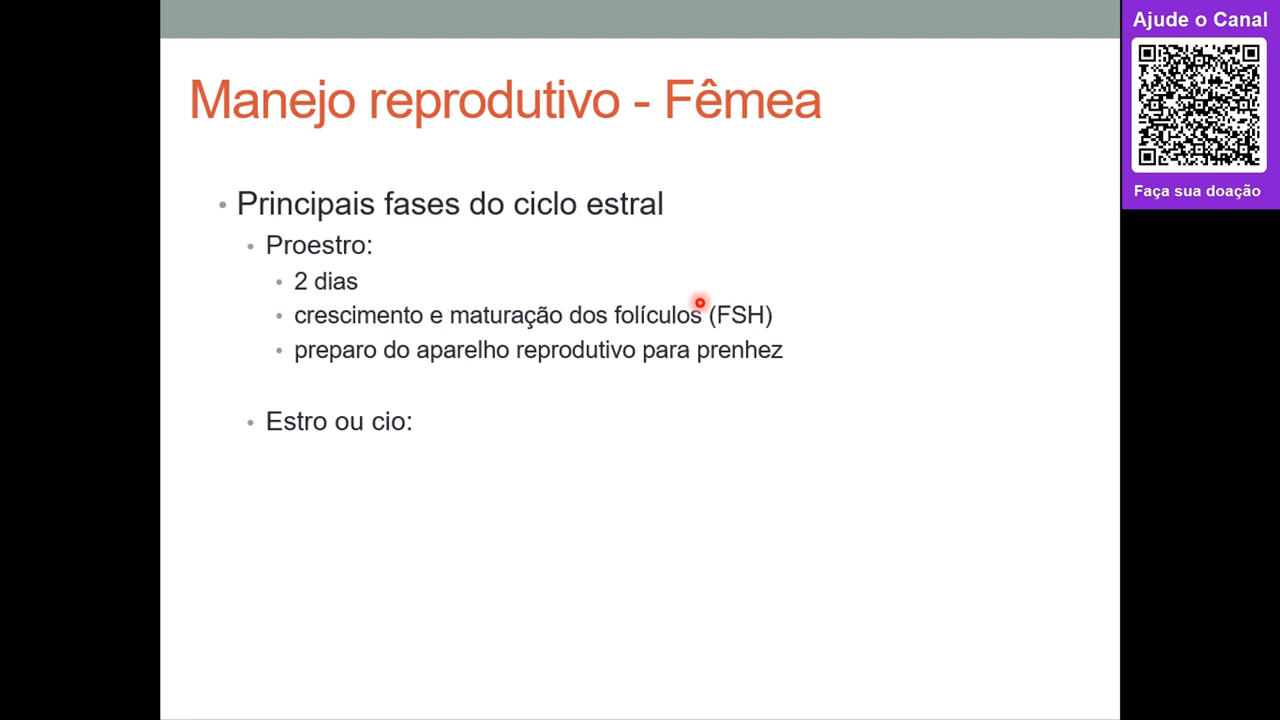 Manejo reprodutivo - Fêmea
• Principais fases do ciclo estral
• Proestro:
• 2 dias
• crescimento e maturação dos folículos (FSH)
• preparo do aparelho reprodutivo para prenhez
• Estro ou cio:
Ajude o Canal
Faça sua doação